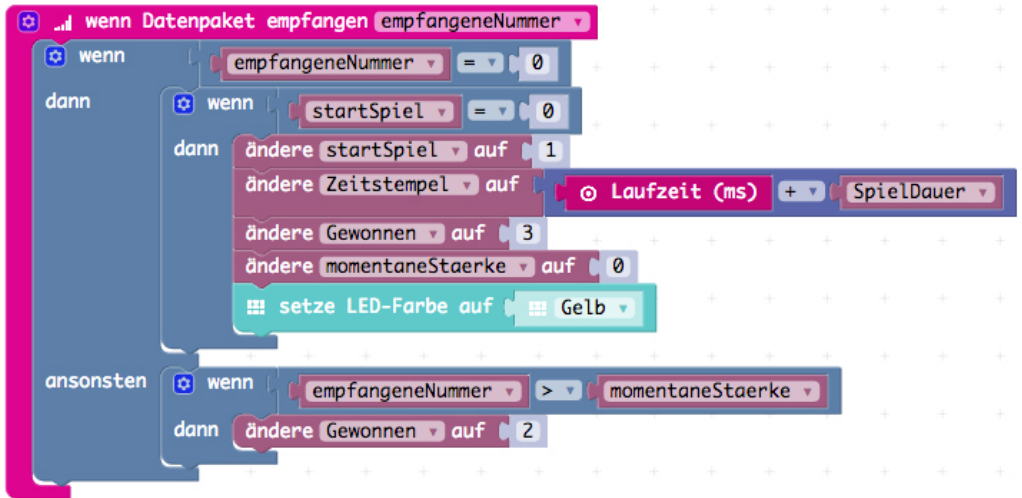 wenn Datenpaket empfangen empfangeneNummer
wenn empfangeneNummer = 0
dann wenn startSpiel = 0
dann ändere startSpiel auf 1
ändere Zeitstempel auf Laufzeit (ms) + SpielDauer
ändere Gewonnen auf 3
ändere momentaneStaerke auf 0
setze LED-Farbe auf Gelb
ansonsten wenn empfangeneNummer > momentaneStaerke
dann ändere Gewonnen auf 2